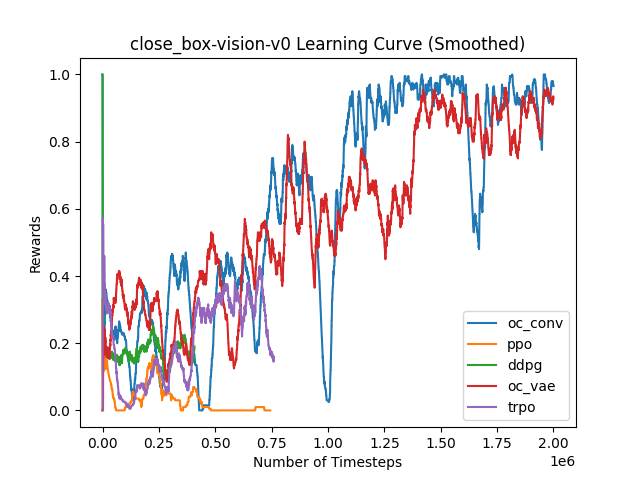 close_box-vision-v0 Learning Curve (Smoothed)
Rewards
1.0
0.8
0.6
0.4
0.2
0.0
oc_conv
ppo
ddpg
oc_vae
trpo
0.00 0.25 0.50 0.75 1.00 1.25 1.50 1.75 2.00
Number of Timesteps
1e6